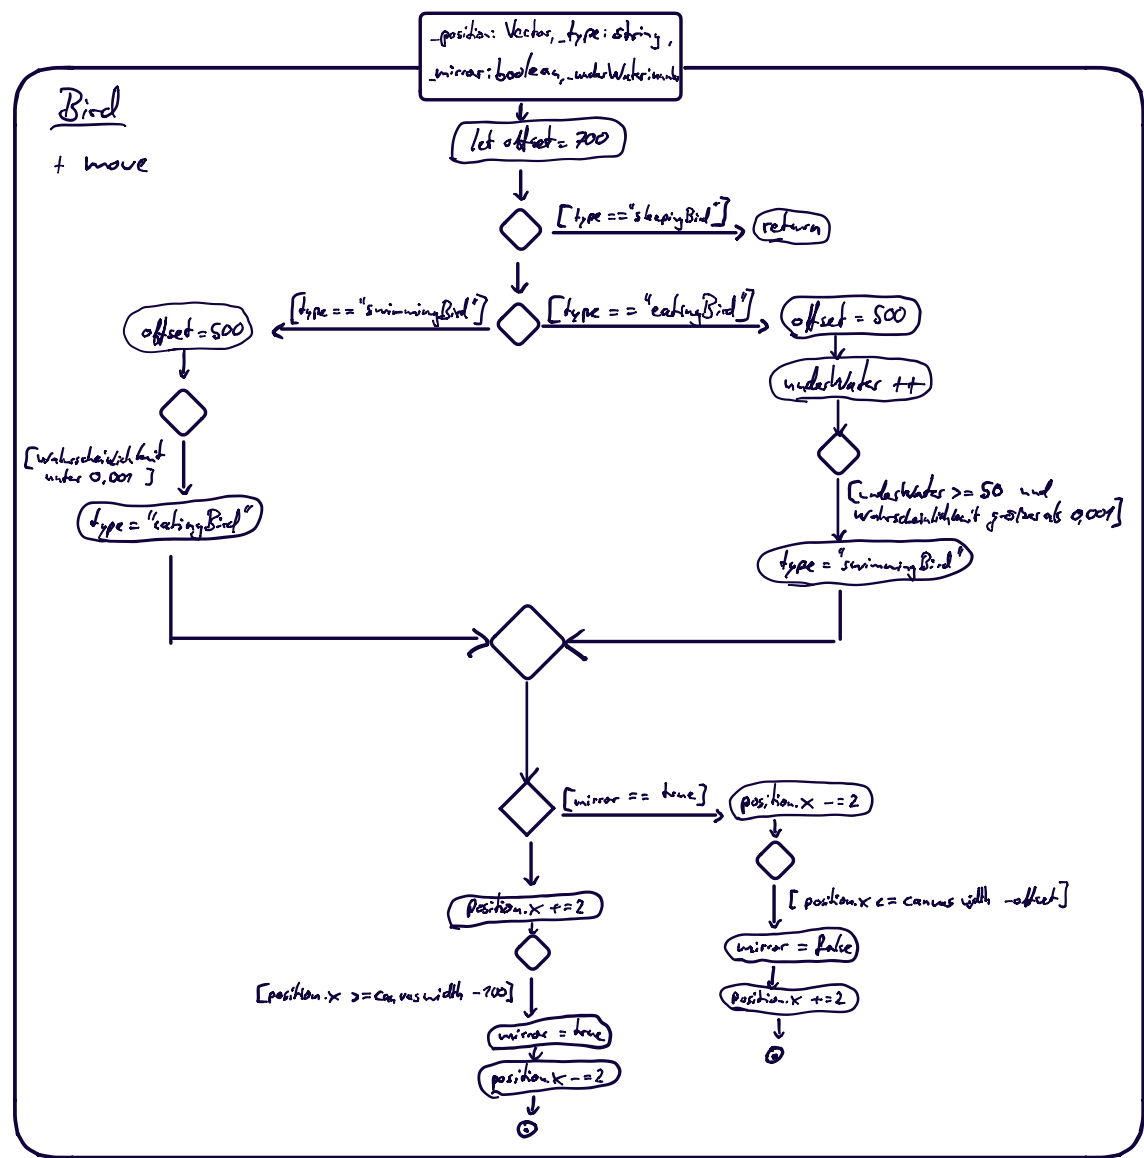 _position: Vector, _type: string,
_mirror: boolean, _underWater: number
Bird
+ move
let offset = 700
[type == "sleepingBird"]
return
[type == "swimmingBird"]
[type == "eatingBird"]
offset = 500
offset = 500
underWater ++
[Wahrscheinlichkeit
unter 0,001 ]
type = "eatingBird"
[underWater >= 50 und
Wahrscheinlichkeit größer als 0,001]
type = "swimmingBird"
[mirror == true]
position.x -=2
position.x +=2
[position.x <= canvas width -offset]
mirror = false
position.x +=2
[position.x >= canvas width -100]
mirror = true
position.x -=2